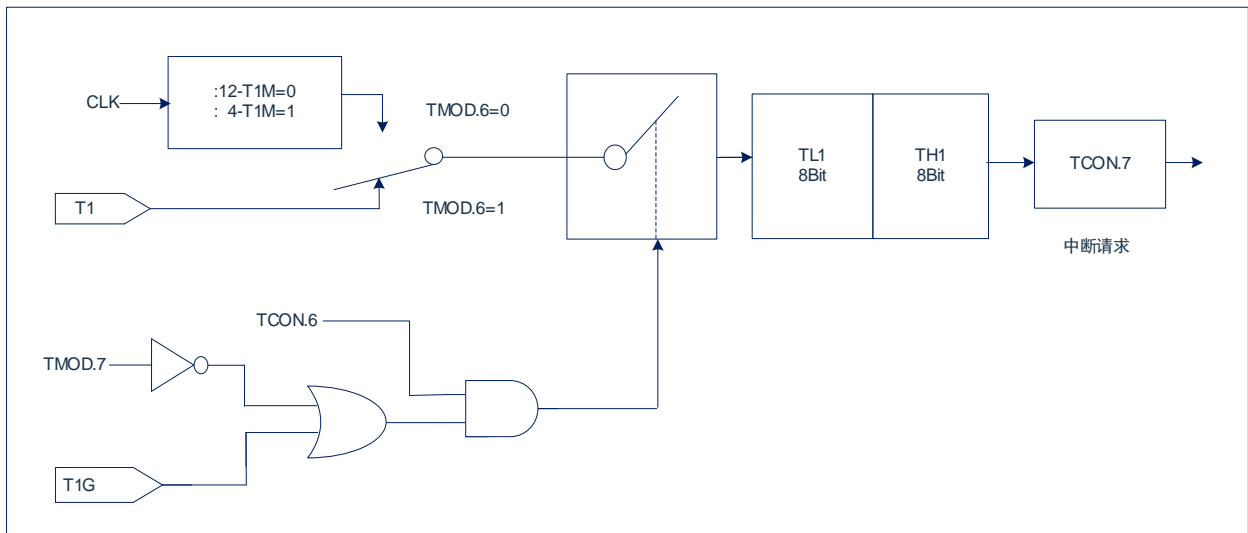 CLK
:12-T1M=0
: 4-T1M=1
TMOD.6=0
T1
TMOD.6=1
TL1
8Bit
TH1
8Bit
TCON.7
中断请求
TCON.6
TMOD.7
T1G